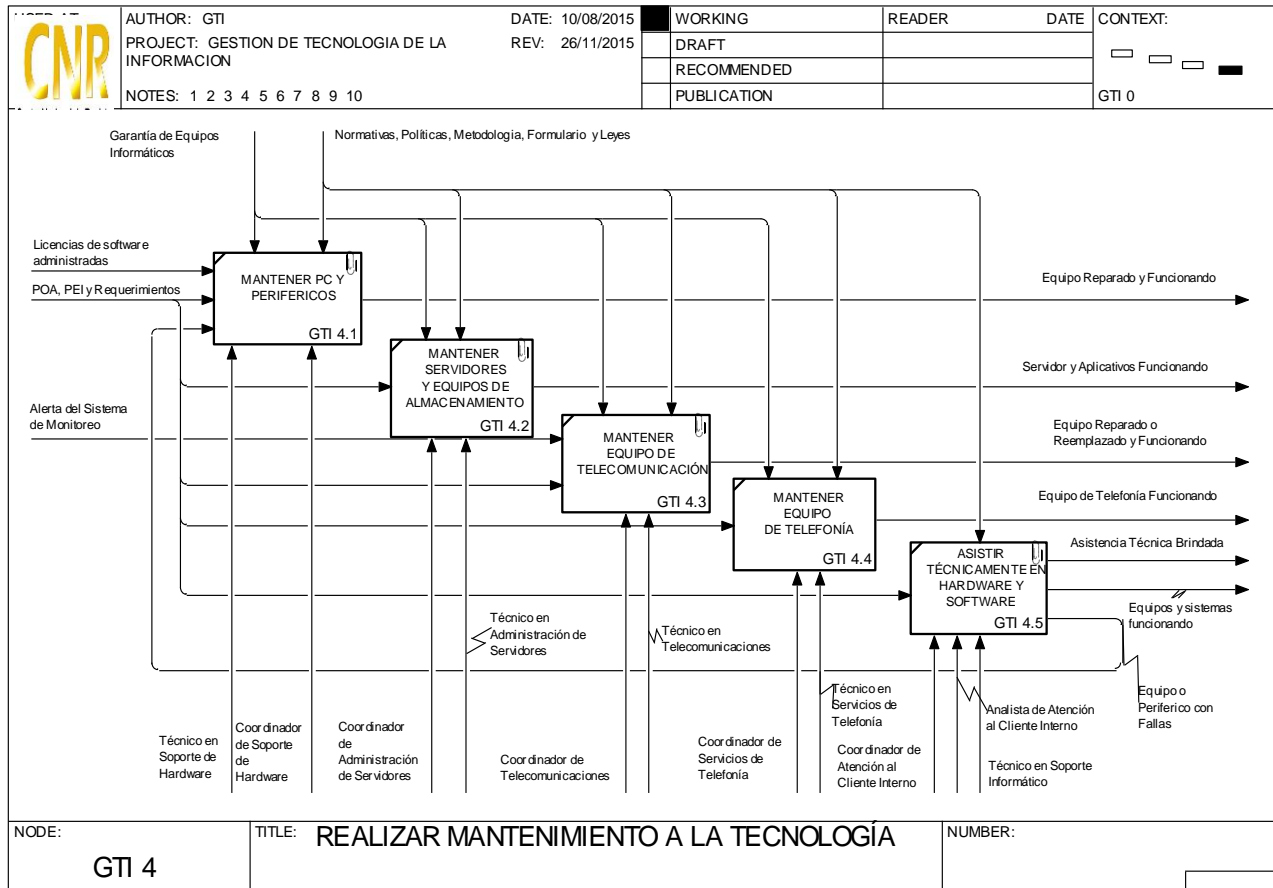 USED AT:
CNR
AUTHOR: GTI
DATE: 10/08/2015
PROJECT: GESTION DE TECNOLOGIA DE LA
INFORMACION
REV: 26/11/2015
NOTES: 1 2 3 4 5 6 7 8 9 10
WORKING
DRAFT
RECOMMENDED
PUBLICATION
READER
DATE
CONTEXT:
GTI 0
Garantía de Equipos
Informáticos
Normativas, Políticas, Metodología, Formulario y Leyes
Licencias de software
administradas
POA, PEI y Requerimientos
MANTENER PC Y
PERIFERICOS
GTI 4.1
Equipo Reparado y Funcionando
MANTENER
SERVIDORES
Y EQUIPOS DE
ALMACENAMIENTO
GTI 4.2
Servidor y Aplicativos Funcionando
Alerta del Sistema
de Monitoreo
MANTENER
EQUIPO DE
TELECOMUNICACIÓN
GTI 4.3
Equipo Reparado o
Reemplazado y Funcionando
MANTENER
EQUIPO
DE TELEFONÍA
GTI 4.4
Equipo de Telefonía Funcionando
ASISTIR
TÉCNICAMENTE EN
HARDWARE Y
SOFTWARE
GTI 4.5
Asistencia Técnica Brindada
Equipos y sistemas
funcionando
Técnico en
Administración de
Servidores
Técnico en
Telecomunicaciones
Técnico en
Servicios de
Telefonía
Analista de Atención
al Cliente Interno
Equipo o
Periferico con
Fallas
Técnico en
Soporte de
Hardware
Coordinador
de Soporte
de
Hardware
Coordinador
de
Administración
de Servidores
Coordinador de
Telecomunicaciones
Coordinador de
Servicios de
Telefonía
Coordinador de
Atención al
Cliente Interno
Técnico en Soporte
Informático
NODE:
GTI 4
TITLE: REALIZAR MANTENIMIENTO A LA TECNOLOGÍA
NUMBER: